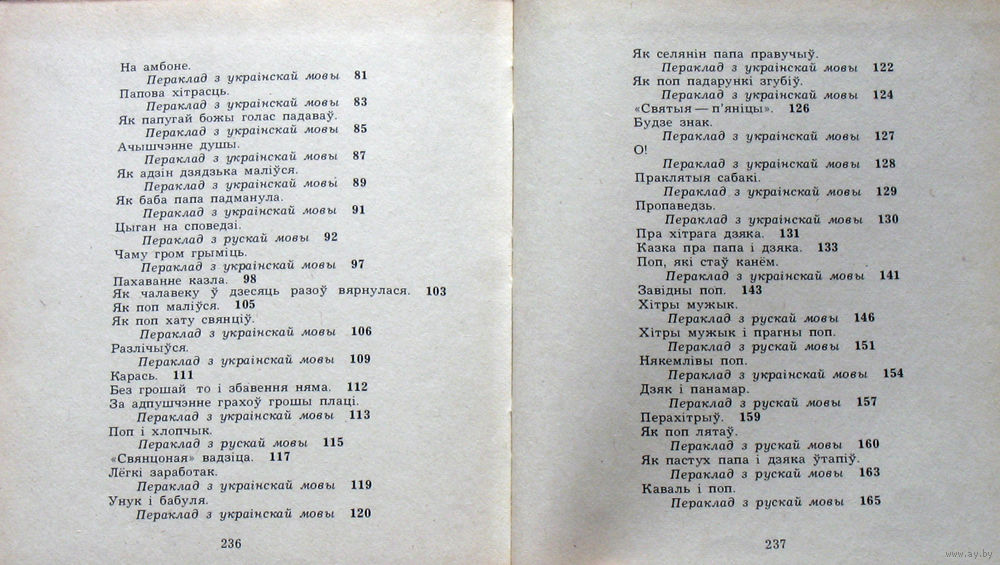 На амбоне.
Пераклад з украінскай мовы 81
Папова хітрасць.
Пераклад з украінскай мовы 83
Як папугай божы голас падаваў.
Пераклад з украінскай мовы 85
Ачышчэнне душы.
Пераклад з украінскай мовы 87
Як адзін дзядзька маліўся.
Пераклад з украінскай мовы 89
Як баба папа падманула.
Пераклад з украінскай мовы 91
Цыган на споведзі.
Пераклад з рускай мовы 92
Чаму гром грыміць.
Пераклад з украінскай мовы 97
Пахаванне казла. 98
Як чалавеку ў дзесяць разоў вярнулася. 103
Як поп маліўся. 105
Як поп хату свянціў.
Пераклад з украінскай мовы 106
Разлічыўся.
Пераклад з украінскай мовы 109
Карась. 111
Без грошай то і збавення няма. 112
За адпушчэнне грахоў грошы плаці.
Пераклад з украінскай мовы 113
Поп і хлопчык.
Пераклад з рускай мовы 115
«Свянцоная» вадзіца. 117
Лёгкі заработак.
Пераклад з украінскай мовы 119
Унук і бабуля.
Пераклад з украінскай мовы 120
236
Як селянін папа правучыў.
Пераклад з украінскай мовы 122
Як поп падарункі згубіў.
Пераклад з украінскай мовы 124
«Святыя — п'яніцы». 126
Будзе знак.
Пераклад з украінскай мовы 127
О!
Пераклад з украінскай мовы 128
Праклятыя сабакі.
Пераклад з украінскай мовы 129
Пропаведзь.
Пераклад з украінскай мовы 130
Пра хітрага дзяка. 131
Казка пра папа і дзяка. 133
Поп, які стаў канём.
Пераклад з украінскай мовы 141
Завідны поп. 143
Хітры мужык.
Пераклад з рускай мовы 146
Хітры мужык і прагны поп.
Пераклад з рускай мовы 151
Някемлівы поп.
Пераклад з украінскай мовы 154
Дзяк і панамар.
Пераклад з рускай мовы 157
Перахітрыў. 159
Як поп лятаў.
Пераклад з рускай мовы 160
Як пастух папа і дзяка ўтапіў.
Пераклад з рускай мовы 163
Каваль і поп.
Пераклад з рускай мовы 165
237
www.ay.by